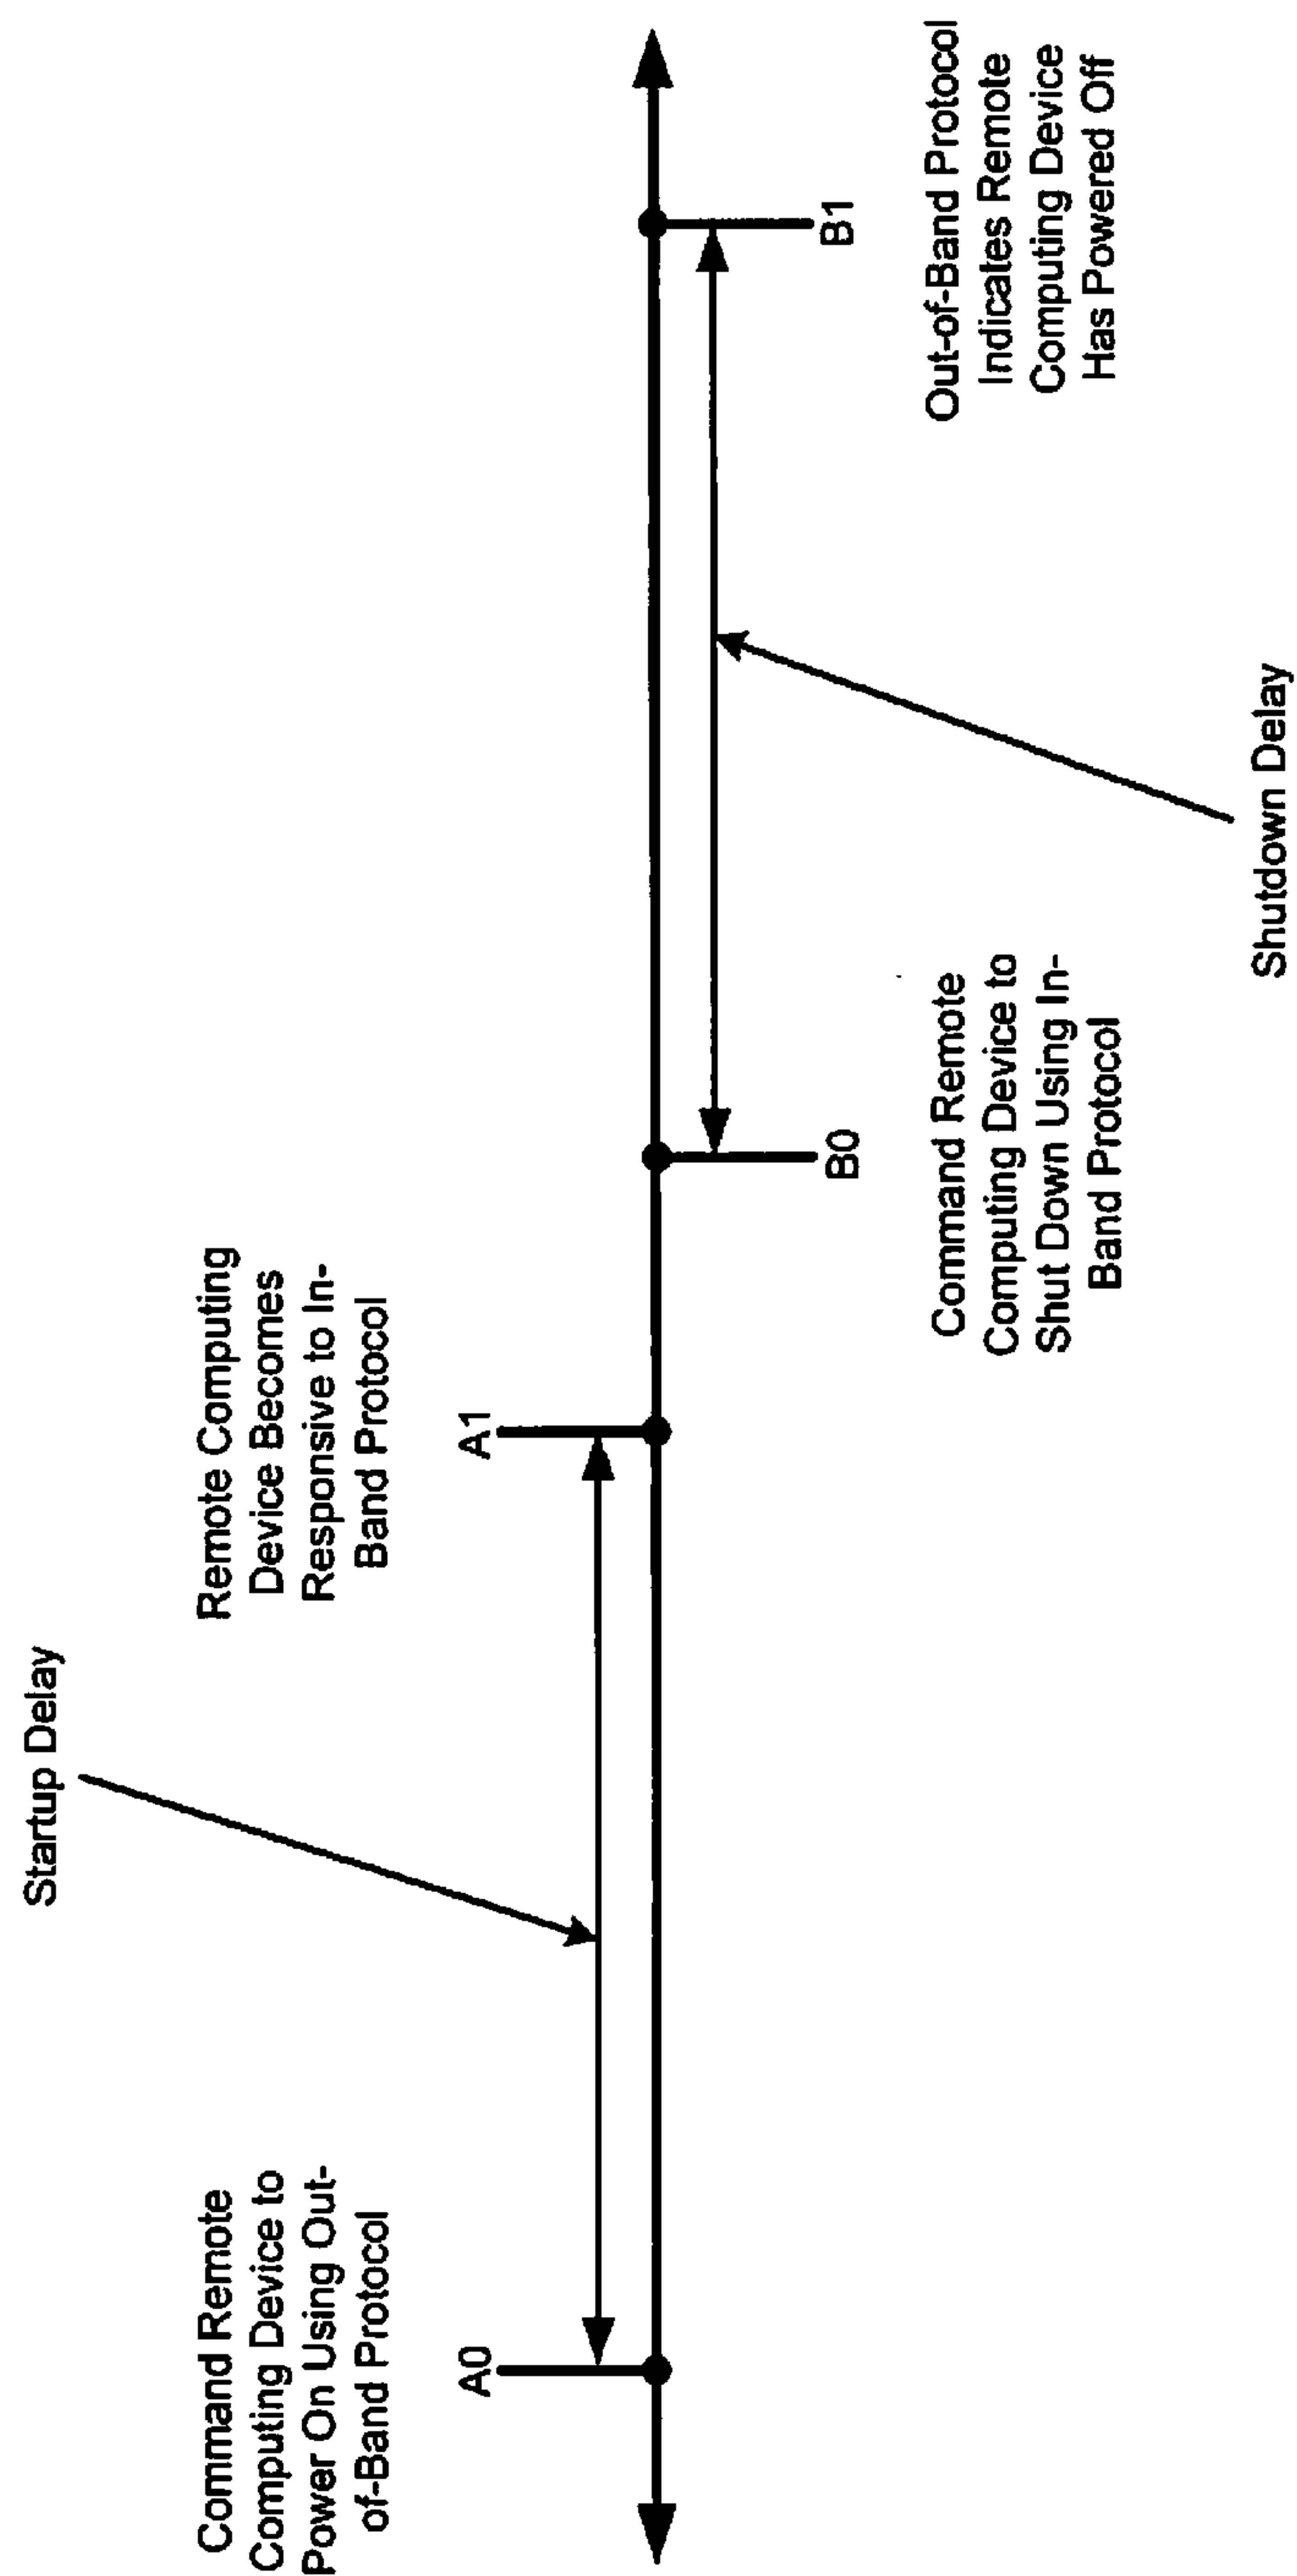 Startup Delay
Command Remote
Computing Device to
Power On Using Out-
of-Band Protocol
Remote Computing
Device Becomes
Responsive to In-
Band Protocol
A0
A1
B0
B1
Command Remote
Computing Device to
Shut Down Using In-
Band Protocol
Out-of-Band Protocol
Indicates Remote
Computing Device
Has Powered Off
Shutdown Delay